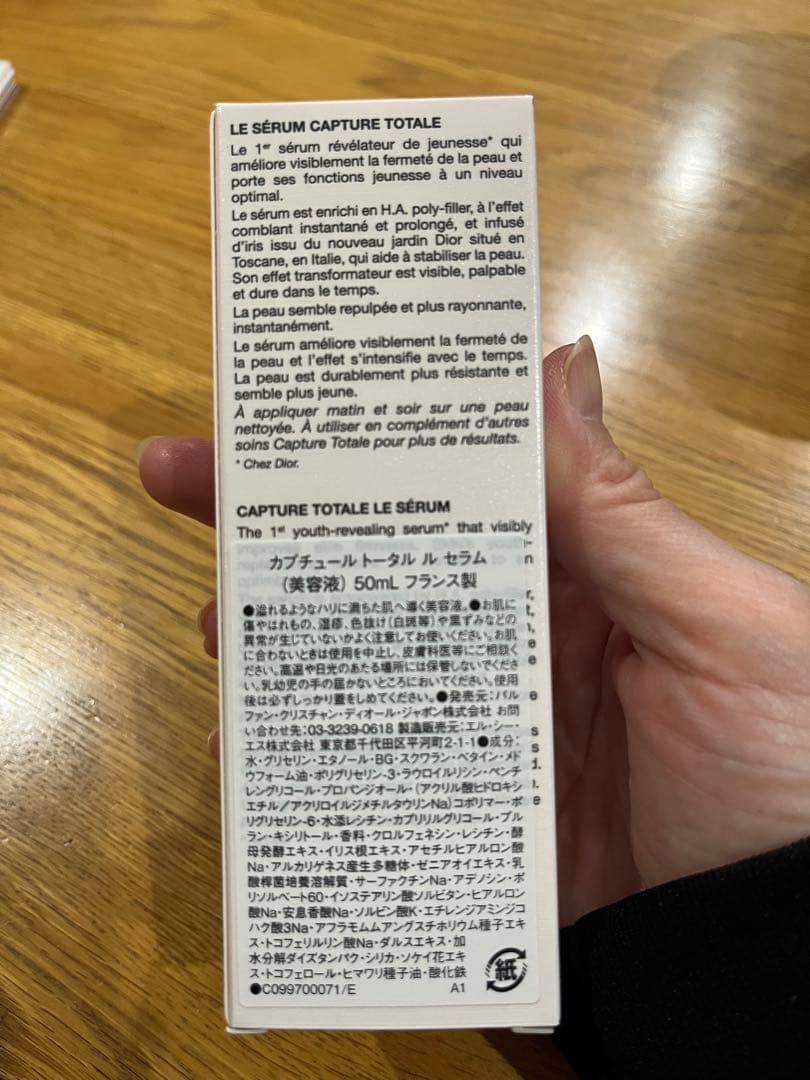 LE SÉRUM CAPTURE TOTALE
Le 1er sérum révélateur de jeunesse* qui
améliore visiblement la fermeté de la peau et
porte ses fonctions jeunesse à un niveau
optimal.
Le sérum est enrichi en H.A. poly-filler, à l'effet
comblant instantané et prolongé, et infusé
d'iris issu du nouveau jardin Dior situé en
Toscane, en Italie, qui aide à stabiliser la peau.
Son effet transformateur est visible, palpable
et dure dans le temps.
La peau semble repulpée et plus rayonnante,
instantanément.
Le sérum améliore visiblement la fermeté de
la peau et l'effet s'intensifie avec le temps.
La peau est durablement plus résistante et
semble plus jeune.
À appliquer matin et soir sur une peau
nettoyée. À utiliser en complément d'autres
soins Capture Totale pour plus de résultats.
* Chez Dior.
CAPTURE TOTALE LE SÉRUM
The 1st youth-revealing serum* that visibly
カプチュール トータル ル セラム
（美容液） 50mL フランス製
●溢れるようなハリに満ちた肌へ導く美容液。●お肌に
傷やはれもの、湿疹、色抜け（白斑等）や黒ずみなどの
異常が生じていないかよく注意してお使いください。お肌
に合わないときは使用を中止し、皮膚科医等にご相談く
ださい。高温や日光のあたる場所には保管しないでくださ
い。乳幼児の手の届かないところにおいてください。使用
後は必ずしっかり蓋をしめてください。●発売元：パル
ファン・クリスチャン・ディオール・ジャポン株式会社 お問
い合わせ先：03-3239-0618 製造販売元：エル・シー・
エス株式会社 東京都千代田区平河町2-1-1●成分：
水・グリセリン・エタノール・BG・スクワラン・ベタイン・メド
ウフォーム油・ポリグリセリン-3・ラウロイルリシン・ペンチ
レングリコール・プロパンジオール・（アクリル酸ヒドロキシ
エチル／アクリロイルジメチルタウリンNa）コポリマー・ポ
リグリセリン-6・水添レシチン・カプリリルグリコール・プル
ラン・キシリトール・香料・クロルフェネシン・レシチン・酵
母発酵エキス・イリス根エキス・アセチルヒアルロン酸
Na・アルカリゲネス産生多糖体・ゼニアオイエキス・乳
酸桿菌培養溶解質・サーファクチンNa・アデノシン・ポ
リソルベート60・イソステアリン酸ソルビタン・ヒアルロン
酸Na・安息香酸Na・ソルビン酸K・エチレンジアミンジコ
ハク酸3Na・アフラモムムアングスチホリウム種子エキ
ス・トコフェリルリン酸Na・ダルスエキス・加
水分解ダイズタンパク・シリカ・ソケイ花エキ
ス・トコフェロール・ヒマワリ種子油・酸化鉄
●C099700071/E A1
紙